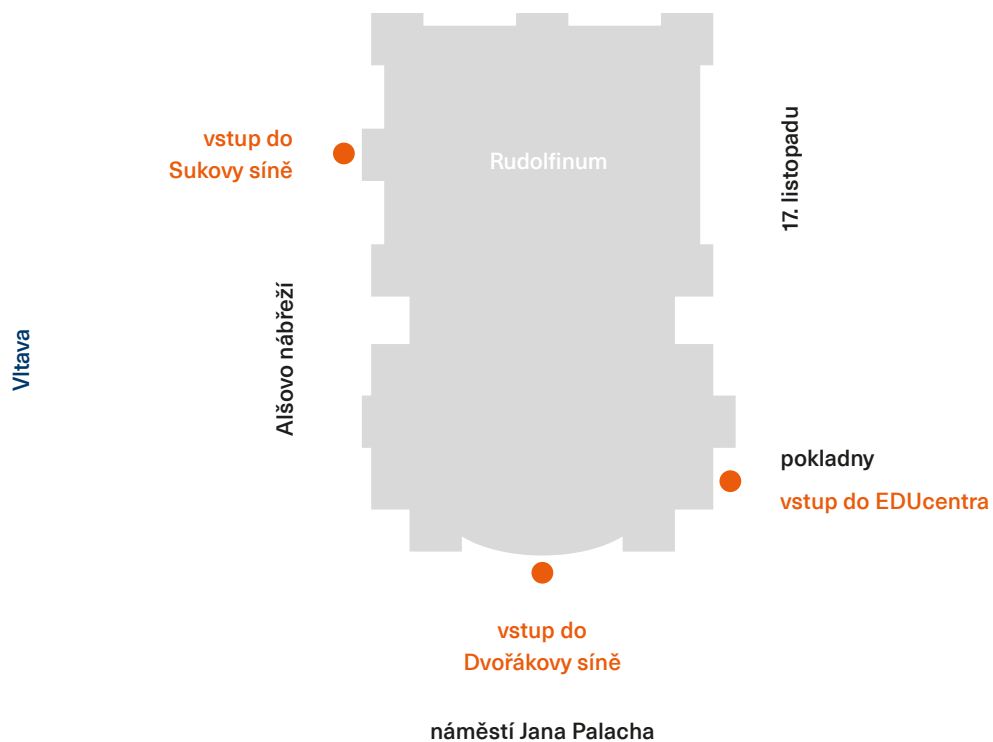 vstup do
Sukovy síně
Rudolfinum
17. listopadu
Alšovo nábřeží
Vltava
pokladny
vstup do EDUcentra
vstup do
Dvořákovy síně
náměstí Jana Palacha